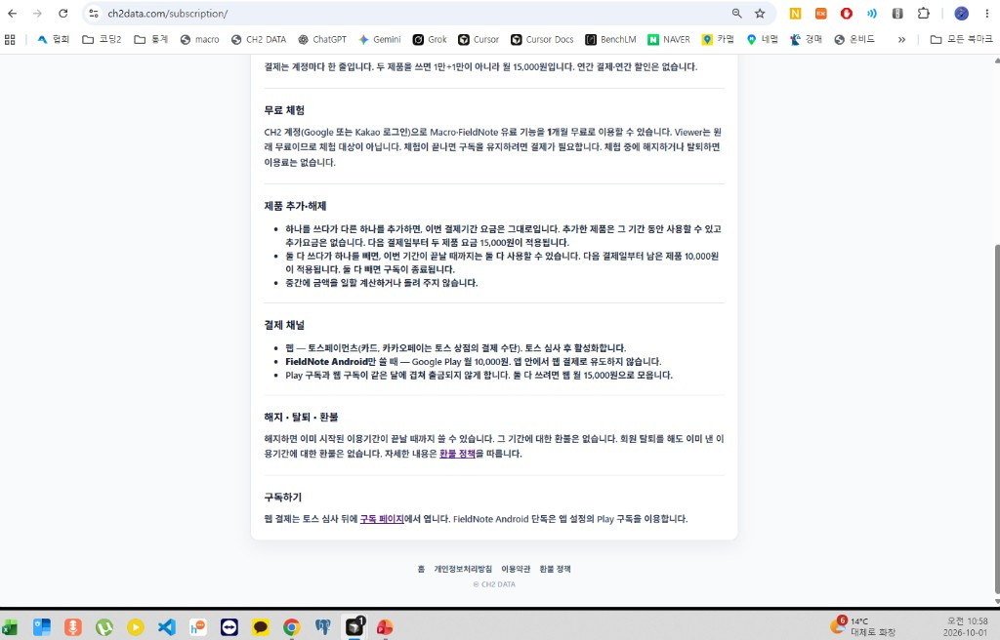 ch2data.com/subscription/
협회 코딩2 통계 macro CH2 DATA ChatGPT Gemini Grok Cursor Cursor Docs BenchLM NAVER 카맵 네맵 경매 온비드 » 모든 북마크
결제는 계정마다 한 줄입니다. 두 제품을 쓰면 1만+1만이 아니라 월 15,000원입니다. 연간 결제·연간 할인은 없습니다.
무료 체험
CH2 계정(Google 또는 Kakao 로그인)으로 Macro·FieldNote 유료 기능을 1개월 무료로 이용할 수 있습니다. Viewer는 원
래 무료이므로 체험 대상이 아닙니다. 체험이 끝나면 구독을 유지하려면 결제가 필요합니다. 체험 중에 해지하거나 탈퇴하면
이용료는 없습니다.
제품 추가·해제
• 하나를 쓰다가 다른 하나를 추가하면, 이번 결제기간 요금은 그대로입니다. 추가한 제품은 그 기간 동안 사용할 수 있고
추가요금은 없습니다. 다음 결제일부터 두 제품 요금 15,000원이 적용됩니다.
• 둘 다 쓰다가 하나를 빼면, 이번 기간이 끝날 때까지는 둘 다 사용할 수 있습니다. 다음 결제일부터 남은 제품 10,000원
이 적용됩니다. 둘 다 빼면 구독이 종료됩니다.
• 중간에 금액을 일할 계산하거나 돌려 주지 않습니다.
결제 채널
• 웹 — 토스페이먼츠(카드, 카카오페이는 토스 상점의 결제 수단). 토스 심사 후 활성화합니다.
• FieldNote Android만 쓸 때 — Google Play 월 10,000원. 앱 안에서 웹 결제로 유도하지 않습니다.
• Play 구독과 웹 구독이 같은 달에 겹쳐 출금되지 않게 합니다. 둘 다 쓰려면 웹 월 15,000원으로 모읍니다.
해지 · 탈퇴 · 환불
해지하면 이미 시작된 이용기간이 끝날 때까지 쓸 수 있습니다. 그 기간에 대한 환불은 없습니다. 회원 탈퇴를 해도 이미 낸 이
용기간에 대한 환불은 없습니다. 자세한 내용은 환불 정책을 따릅니다.
구독하기
웹 결제는 토스 심사 뒤에 구독 페이지에서 엽니다. FieldNote Android 단독은 앱 설정의 Play 구독을 이용합니다.
홈 개인정보처리방침 이용약관 환불 정책
© CH2 DATA
1
6
14°C
대체로 화창
오전 10:58
2026-10-01